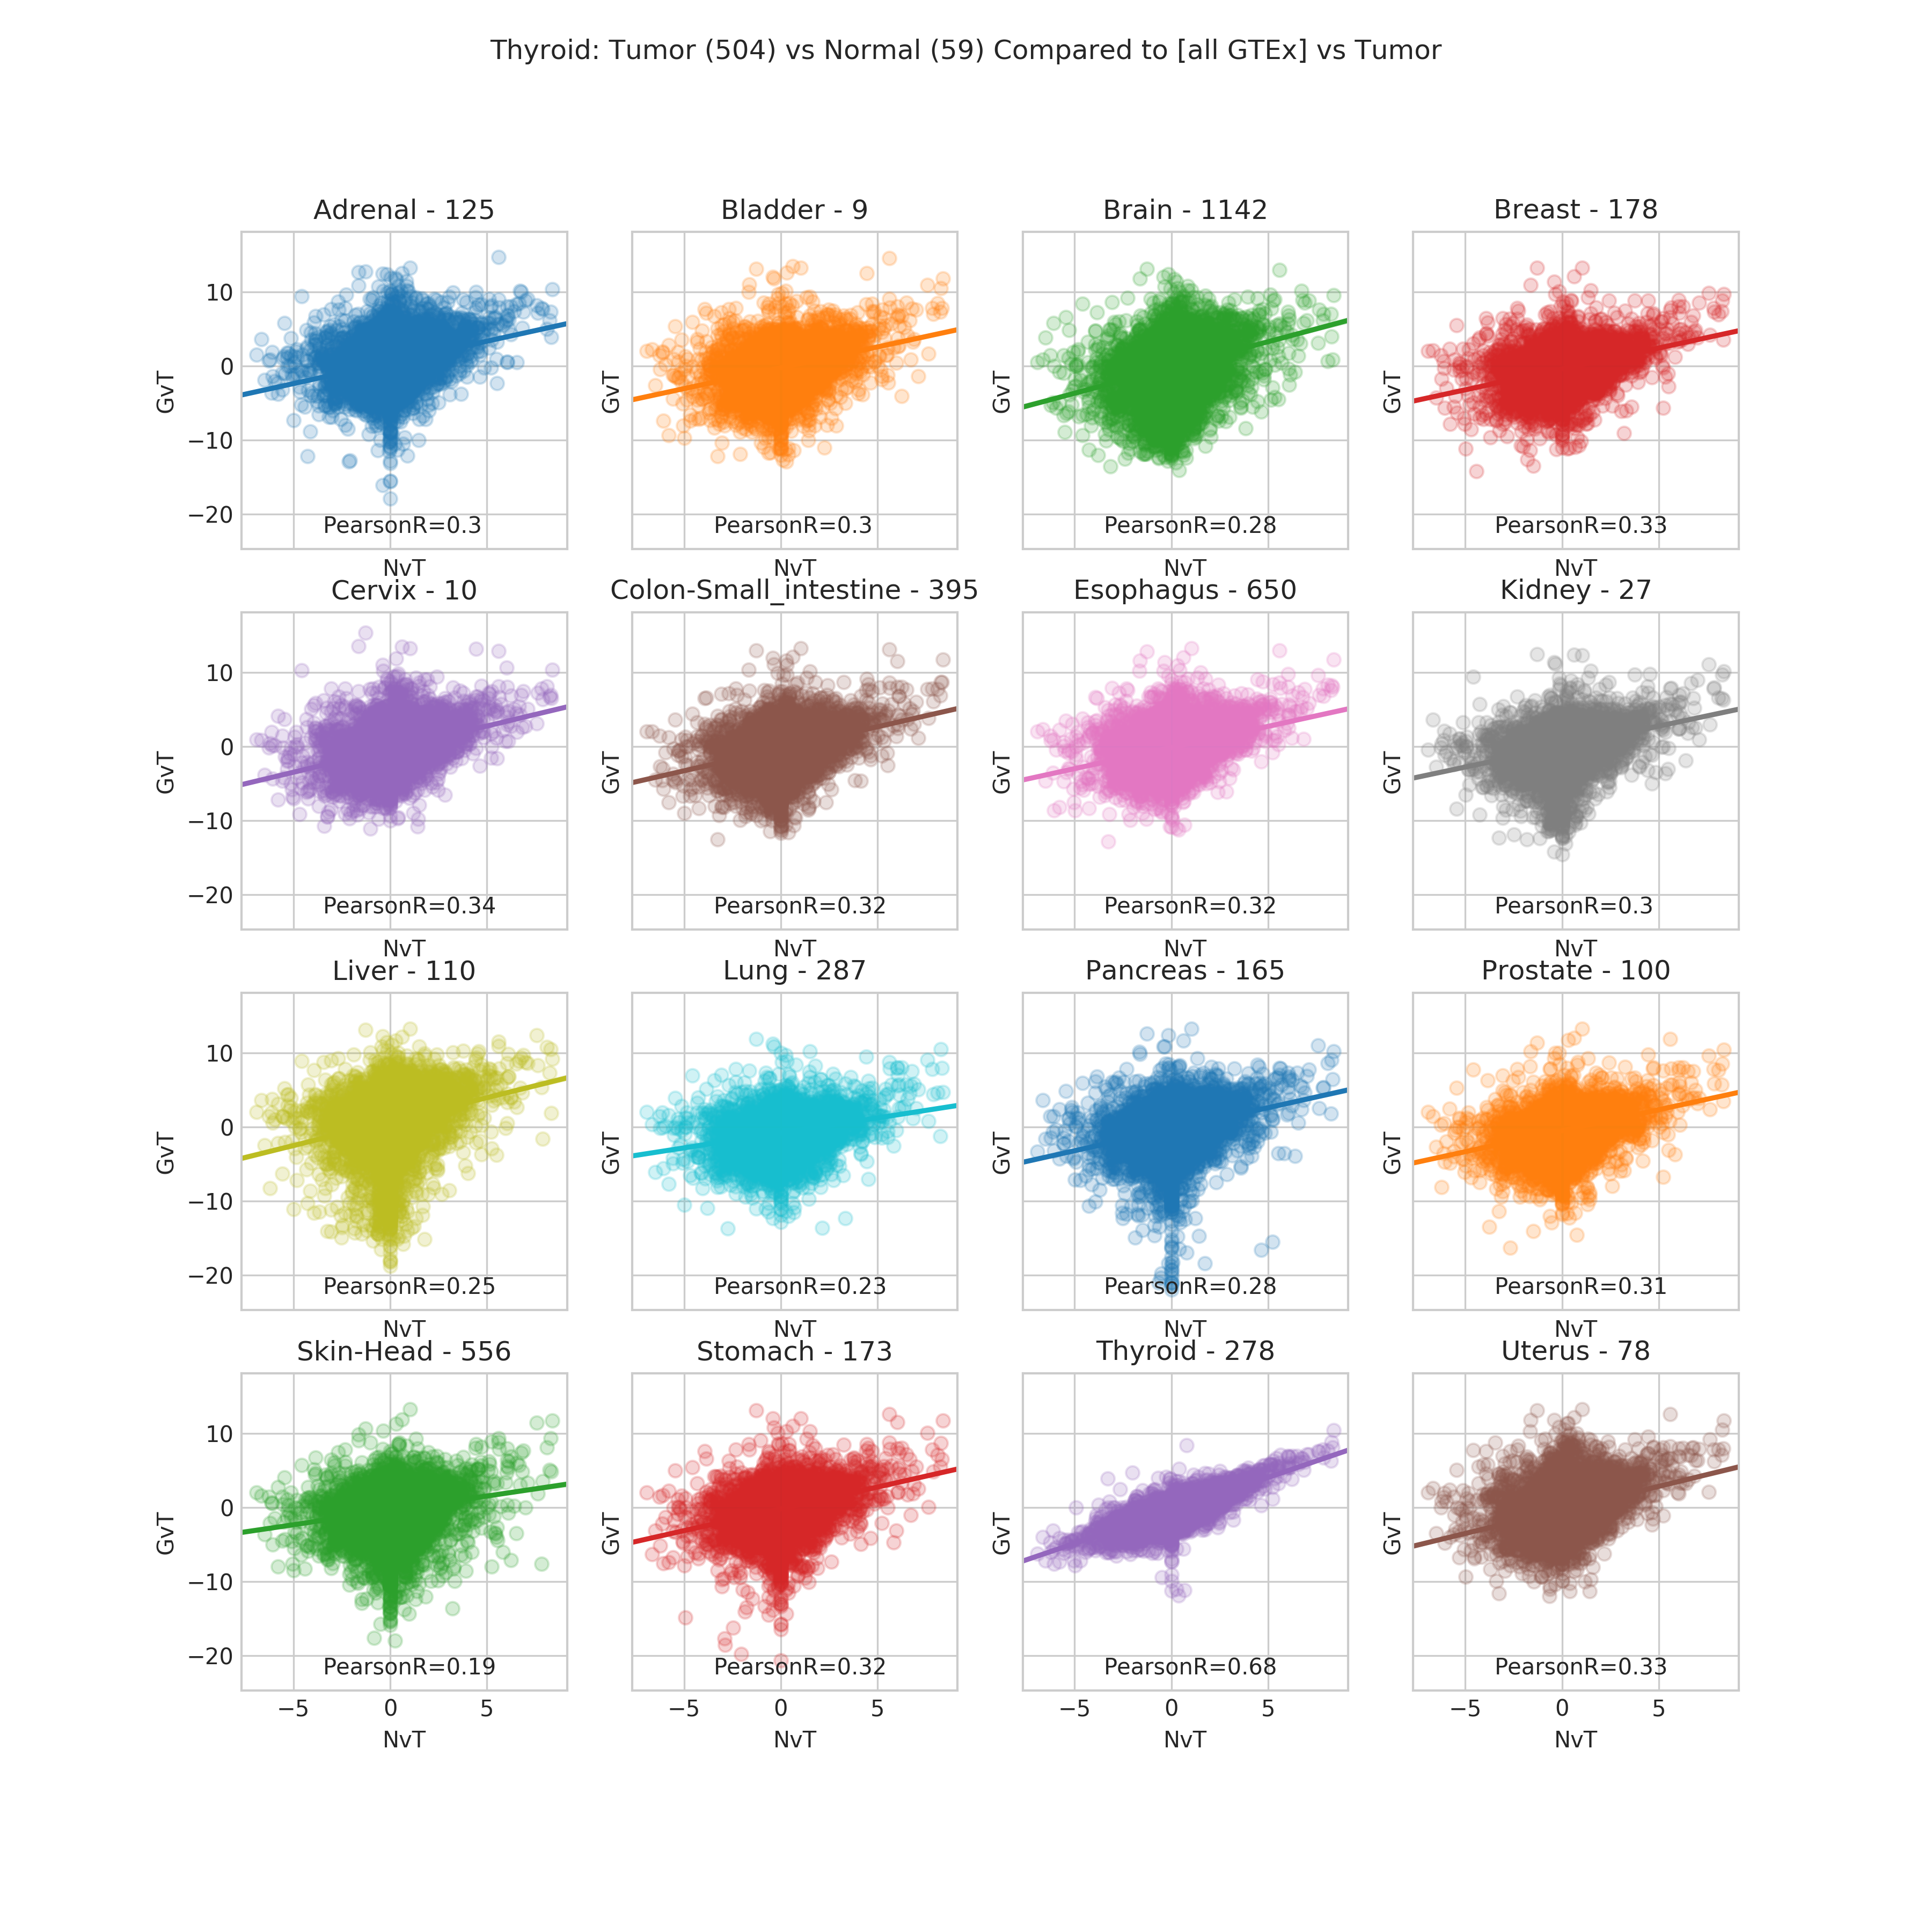 Thyroid: Tumor (504) vs Normal (59) Compared to [all GTEx] vs Tumor
Adrenal - 125
Bladder - 9
Brain - 1142
Breast - 178
10
0
−10
−20
GvT
GvT
GvT
GvT
PearsonR=0.3
PearsonR=0.3
PearsonR=0.28
PearsonR=0.33
NvT
NvT
NvT
NvT
Cervix - 10
Colon-Small_intestine - 395
Esophagus - 650
Kidney - 27
10
0
−10
−20
GvT
GvT
GvT
GvT
PearsonR=0.34
PearsonR=0.32
PearsonR=0.32
PearsonR=0.3
NvT
NvT
NvT
NvT
Liver - 110
Lung - 287
Pancreas - 165
Prostate - 100
10
0
−10
−20
GvT
GvT
GvT
GvT
PearsonR=0.25
PearsonR=0.23
PearsonR=0.28
PearsonR=0.31
NvT
NvT
NvT
NvT
Skin-Head - 556
Stomach - 173
Thyroid - 278
Uterus - 78
10
0
−10
−20
GvT
GvT
GvT
GvT
PearsonR=0.19
PearsonR=0.32
PearsonR=0.68
PearsonR=0.33
−5 0 5
−5 0 5
−5 0 5
−5 0 5
NvT
NvT
NvT
NvT